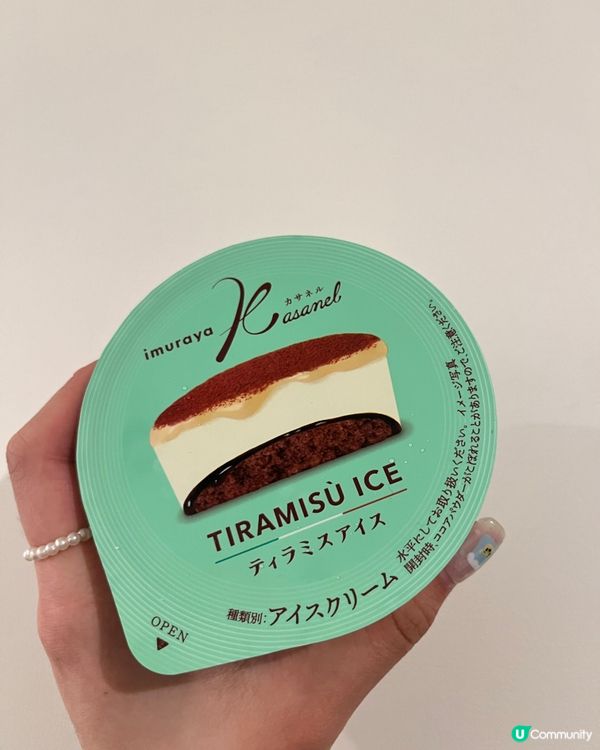 imuraya Kasanel
カサネル
TIRAMISÙ ICE
ティラミスアイス
種類別:アイスクリーム
OPEN
水平にしてお取り扱いください。イメージ写真
開封時、ココアパウダーがこぼれることがありますので、ご注意ください。
U Community